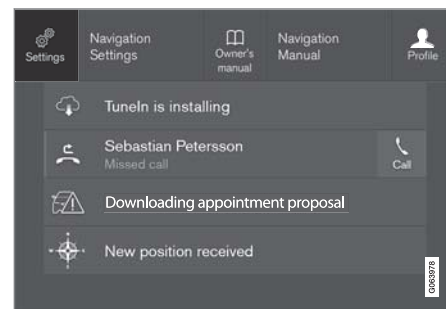 Settings
Navigation
Settings
Owner's
manual
Navigation
Manual
Profile
TuneIn is installing
Sebastian Petersson
Missed call
Call
Downloading appointment proposal
New position received
G063978